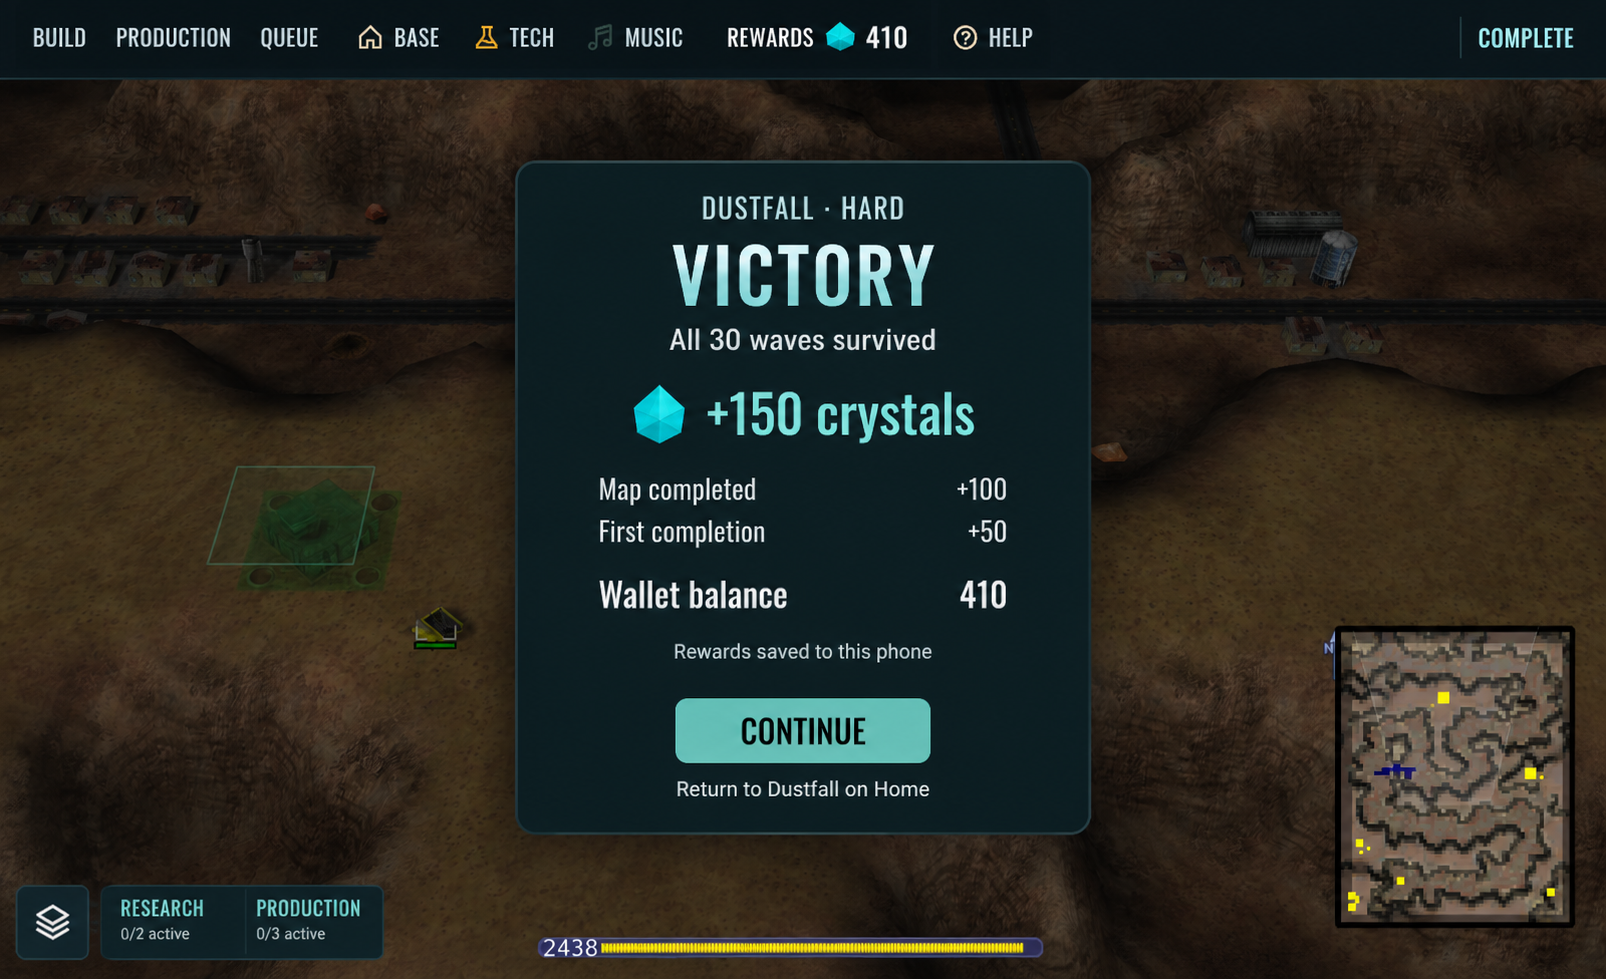 BUILD PRODUCTION QUEUE BASE TECH MUSIC REWARDS 410 HELP COMPLETE
DUSTFALL · HARD
VICTORY
All 30 waves survived
+150 crystals
Map completed +100
First completion +50
Wallet balance 410
Rewards saved to this phone
CONTINUE
Return to Dustfall on Home
N
RESEARCH PRODUCTION
0/2 active 0/3 active
2438